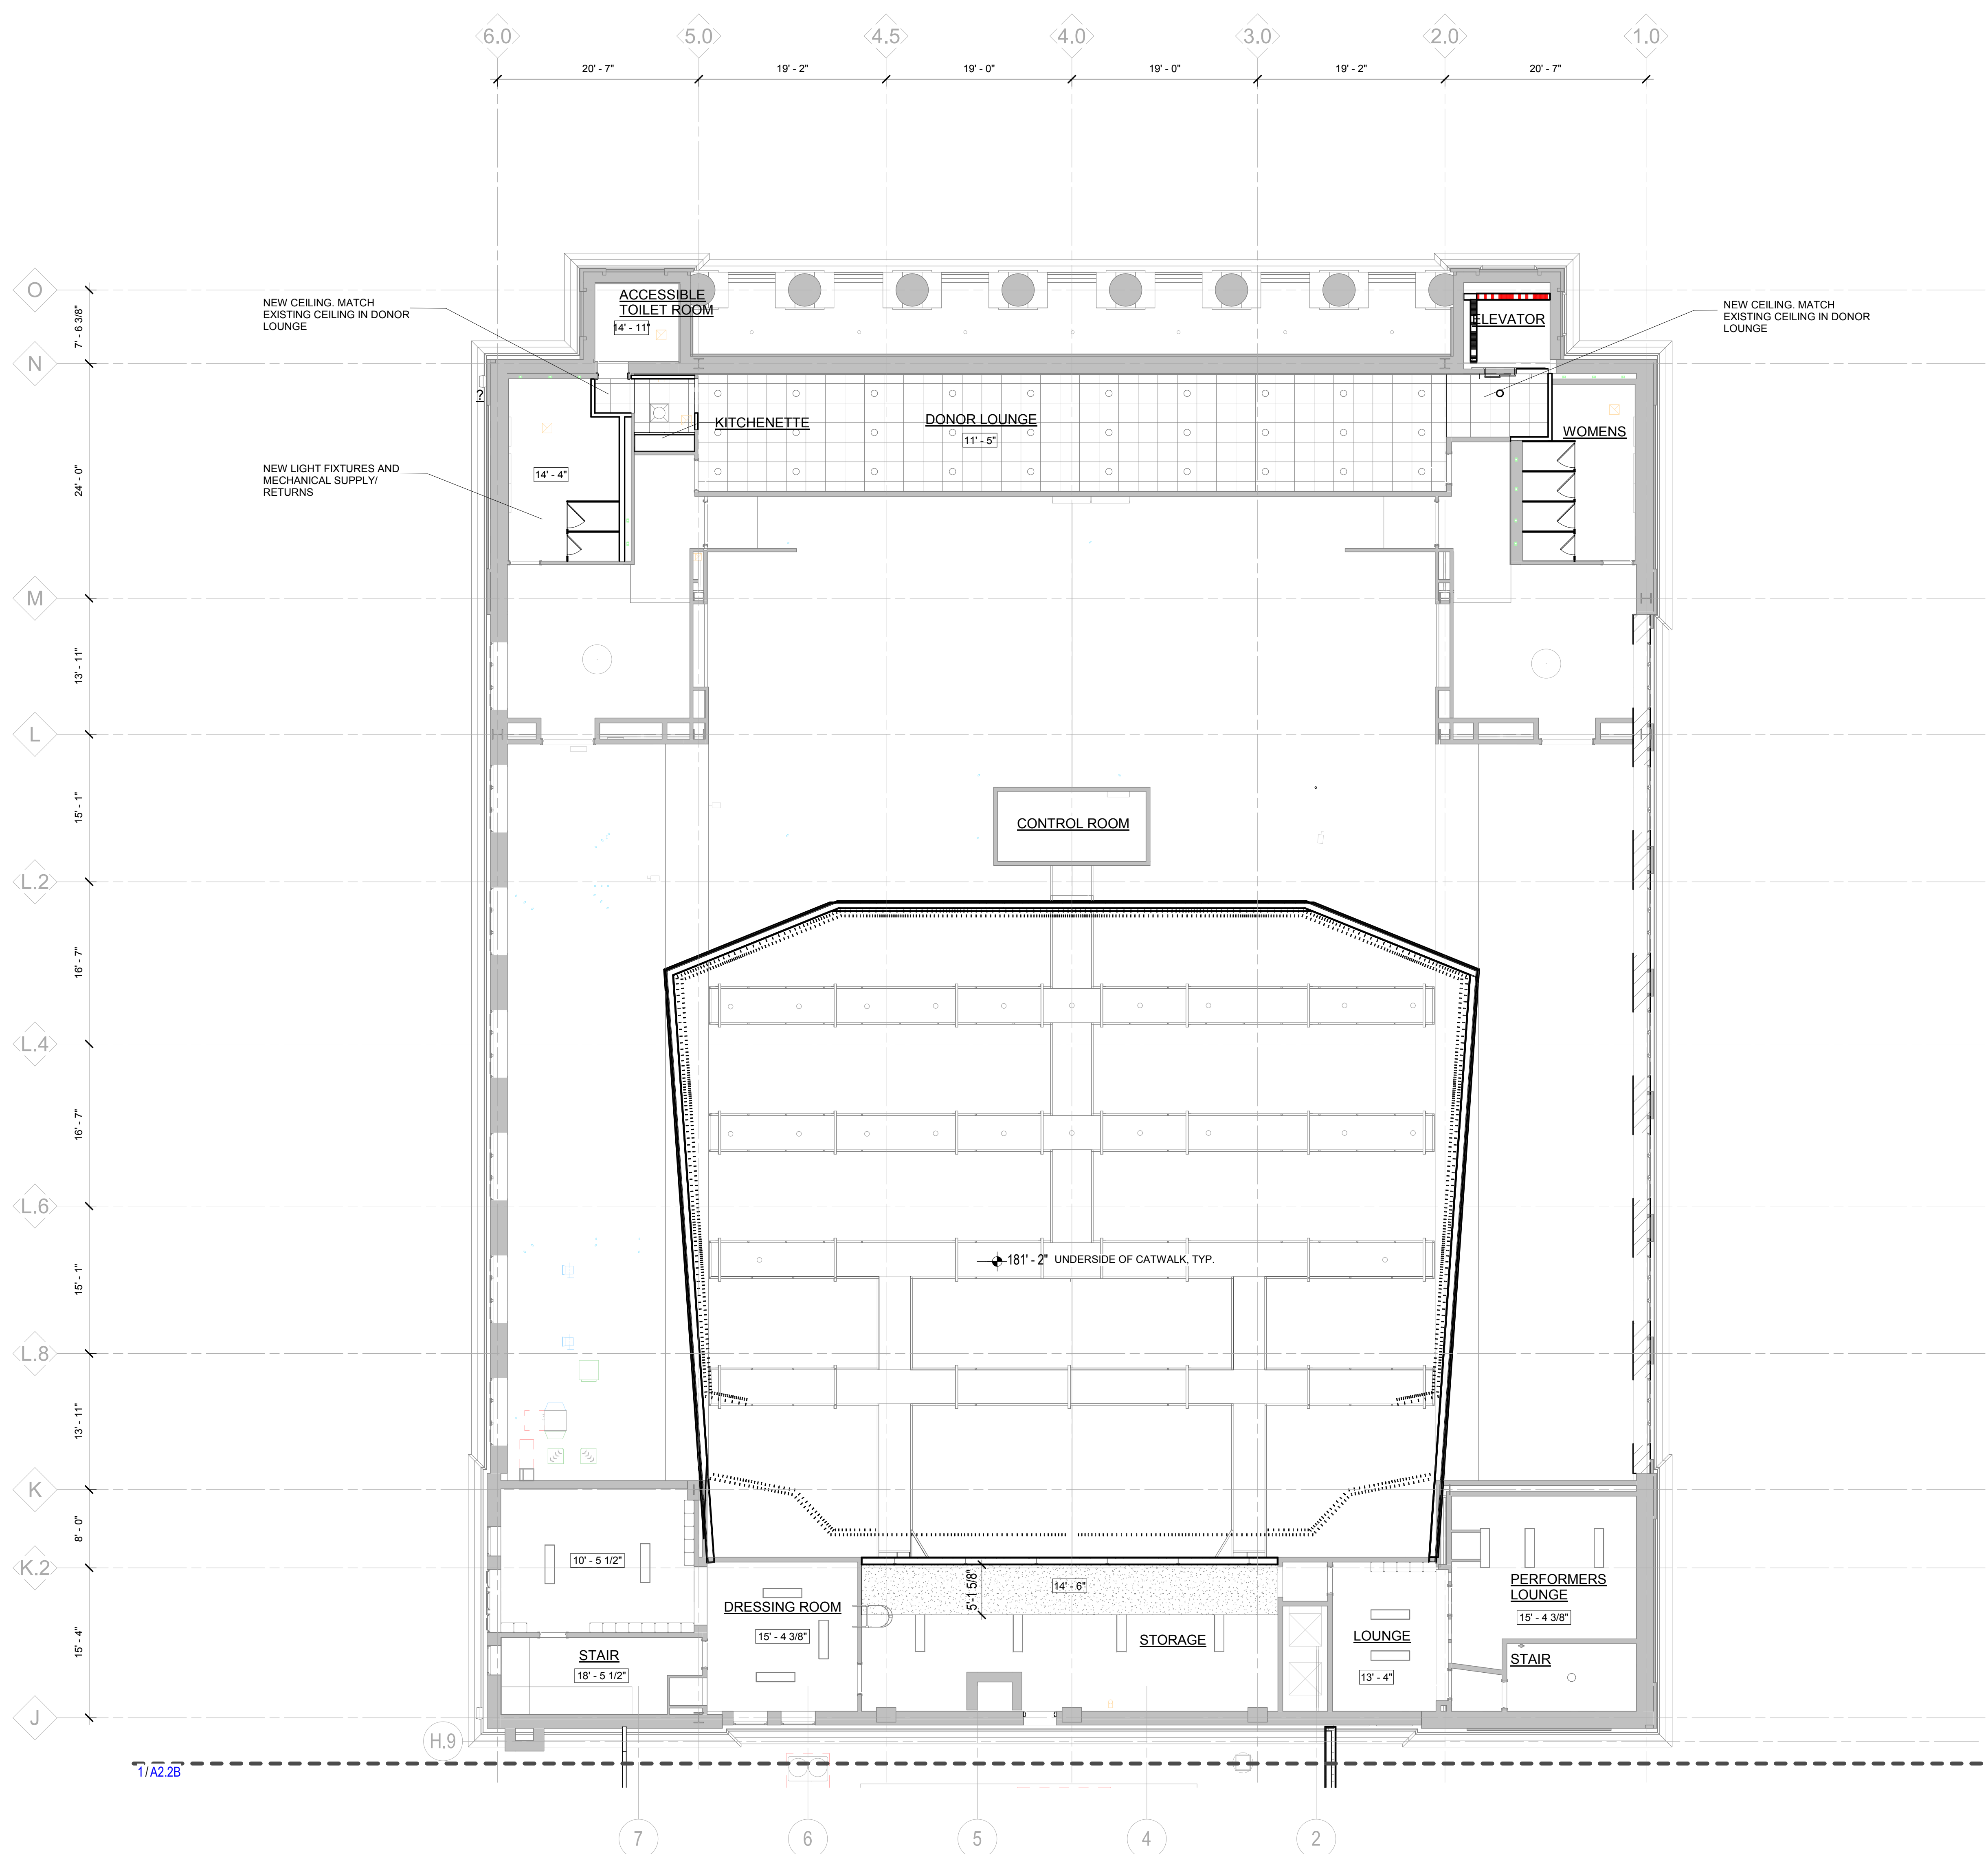 6.0 5.0 4.5 4.0 3.0 2.0 1.0
20' - 7" 19' - 2" 19' - 0" 19' - 0" 19' - 2" 20' - 7"
O
N
M
L
L.2
L.4
L.6
L.8
K
K.2
J
H.9
7' - 6 3/8"
24' - 0"
13' - 11"
15' - 1"
16' - 7"
16' - 7"
15' - 1"
13' - 11"
8' - 0"
15' - 4"
NEW CEILING. MATCH
EXISTING CEILING IN DONOR
LOUNGE
ACCESSIBLE
TOILET ROOM
14' - 11"
ELEVATOR
NEW CEILING. MATCH
EXISTING CEILING IN DONOR
LOUNGE
?
KITCHENETTE
DONOR LOUNGE
11' - 5"
WOMENS
NEW LIGHT FIXTURES AND
MECHANICAL SUPPLY/
RETURNS
14' - 4"
CONTROL ROOM
181' - 2" UNDERSIDE OF CATWALK, TYP.
10' - 5 1/2"
DRESSING ROOM
15' - 4 3/8"
STAIR
18' - 5 1/2"
5'-1 5/8"
14' - 6"
STORAGE
LOUNGE
13' - 4"
PERFORMERS
LOUNGE
15' - 4 3/8"
STAIR
1/A2.2B
7 6 5 4 2